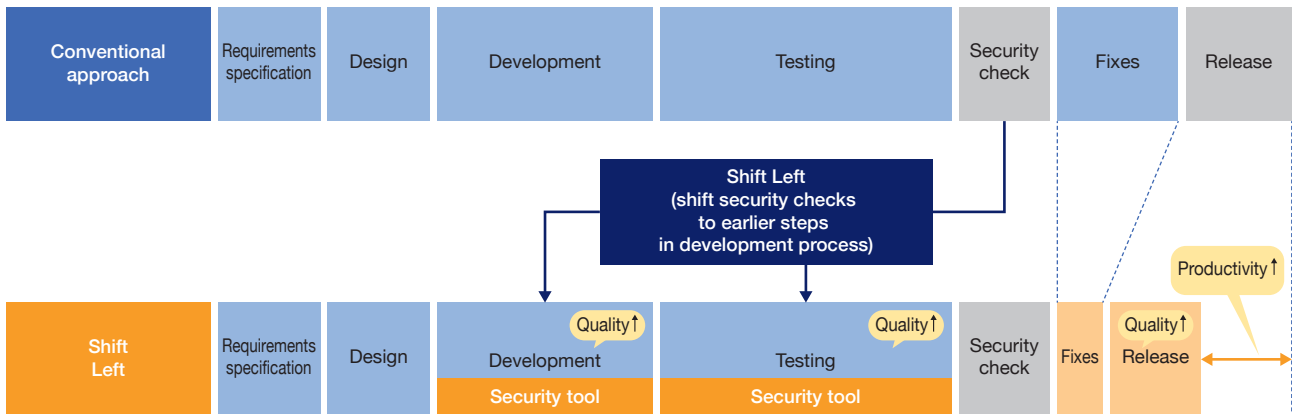 Conventional
approach
Requirements
specification
Design
Development
Testing
Security
check
Fixes
Release
Shift Left
(shift security checks
to earlier steps
in development process)
Productivity↑
Shift
Left
Requirements
specification
Design
Quality↑
Development
Security tool
Quality↑
Testing
Security tool
Security
check
Fixes
Quality↑
Release